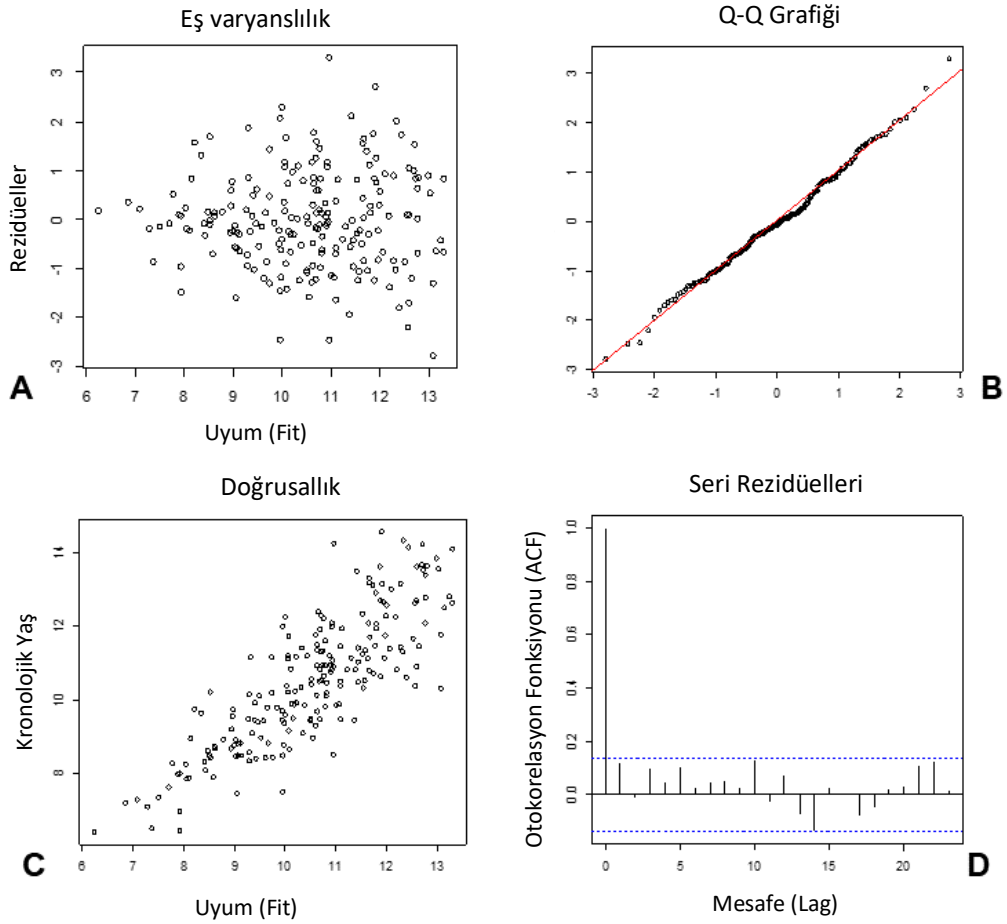 Eş varyanslılık
Rezidüeller
3
2
1
0
-1
-2
-3
6 7 8 9 10 11 12 13
A
Uyum (Fit)
Q-Q Grafiği
3
2
1
0
-1
-2
-3
-3 -2 -1 0 1 2 3
B
Doğrusallık
Kronolojik Yaş
14
12
10
8
6 7 8 9 10 11 12 13
C
Uyum (Fit)
Seri Rezidüelleri
Otokorelasyon Fonksiyonu (ACF)
1.0
0.8
0.6
0.4
0.2
0.0
0 5 10 15 20
D
Mesafe (Lag)